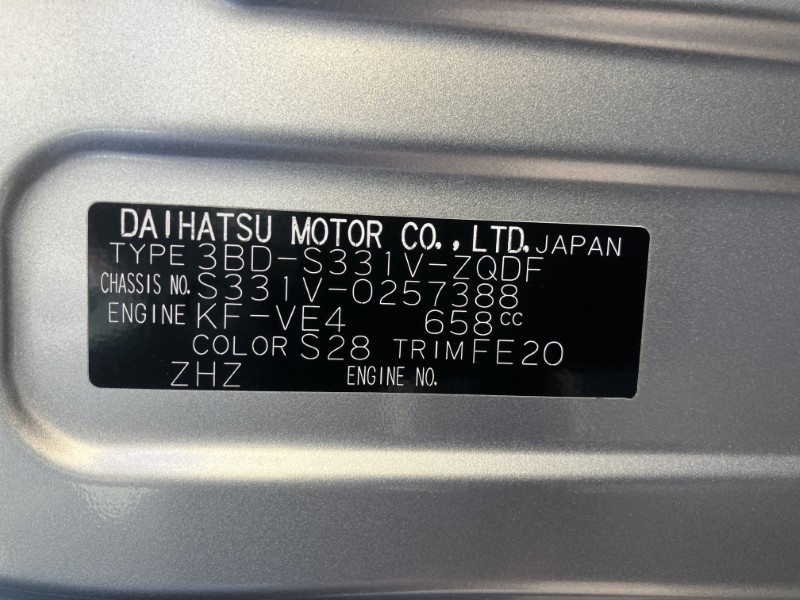 DAIHATSU MOTOR CO., LTD. JAPAN
TYPE 3BD-S331V-ZQDF
CHASSIS NO. S331V-0257388
ENGINE KF-VE4 658cc
COLOR S28 TRIM FE20
ZHZ ENGINE NO.